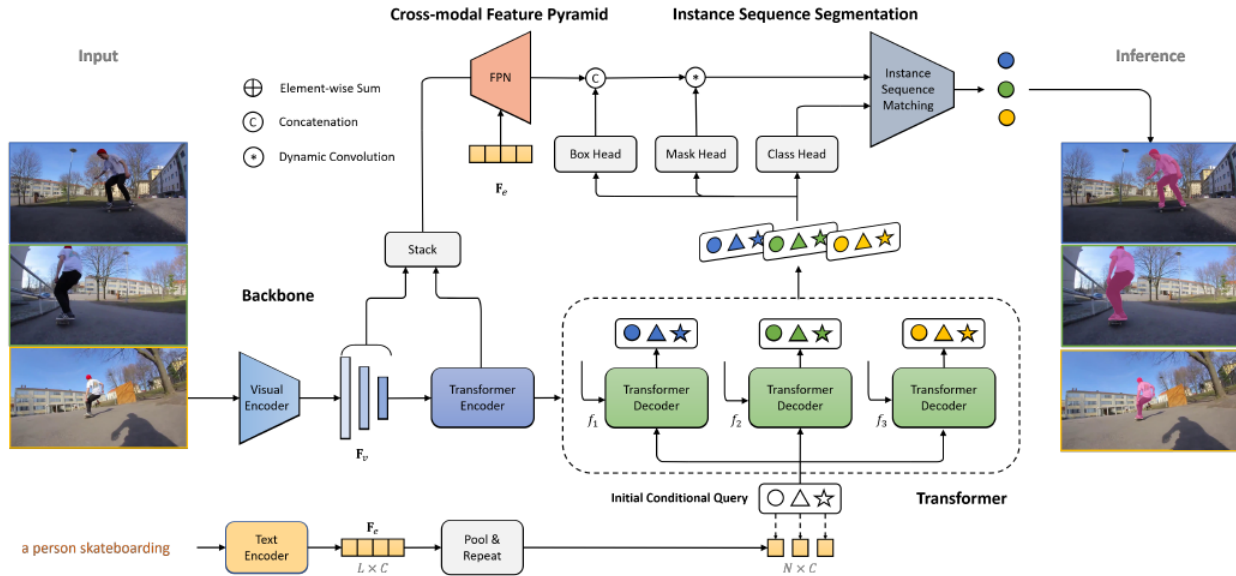 Cross-modal Feature Pyramid
Instance Sequence Segmentation
Input
Inference
FPN
C
*
Instance
Sequence
Matching
Element-wise Sum
C
Concatenation
*
Dynamic Convolution
F_e
Box Head
Mask Head
Class Head
Stack
Backbone
Visual
Encoder
F_v
Transformer
Encoder
f_1
Transformer
Decoder
f_2
Transformer
Decoder
f_3
Transformer
Decoder
Initial Conditional Query
Transformer
a person skateboarding
Text
Encoder
F_e
L × C
Pool &
Repeat
N × C